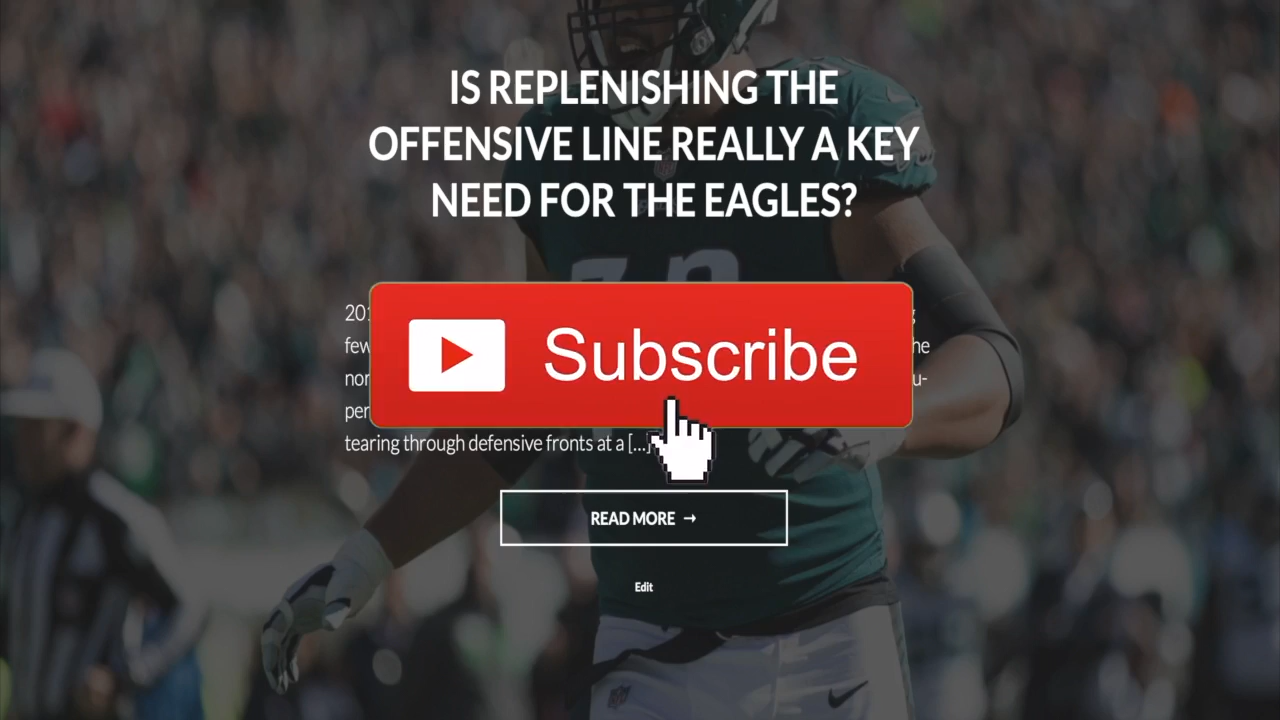 IS REPLENISHING THE
OFFENSIVE LINE REALLY A KEY
NEED FOR THE EAGLES?
Subscribe
tearing through defensive fronts at a [...]
READ MORE →
Edit